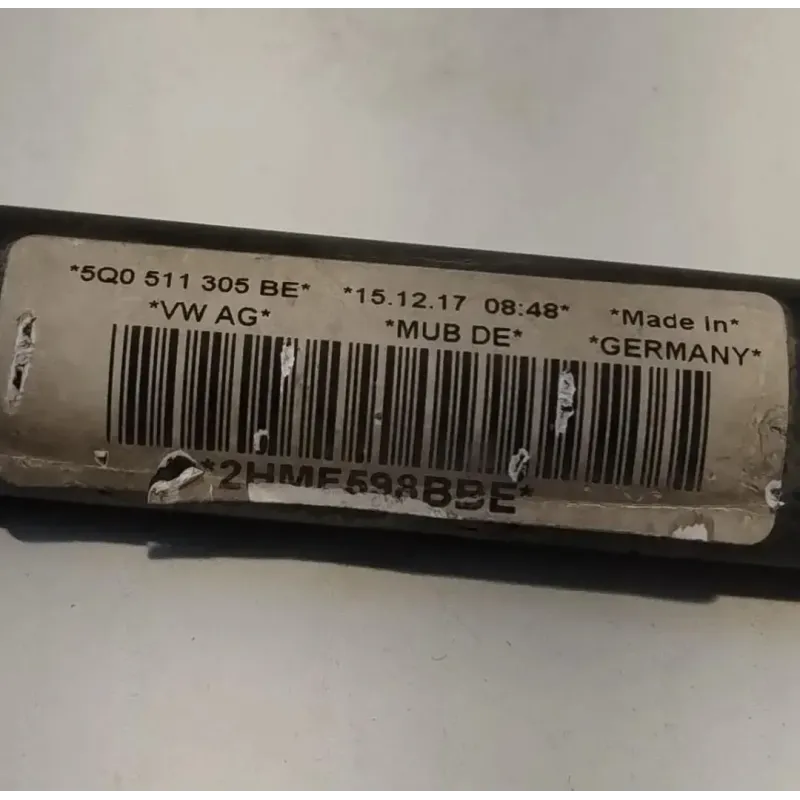 *5Q0 511 305 BE* *15.12.17 08:48* *Made in*
*VW AG* *MUB DE* *GERMANY*